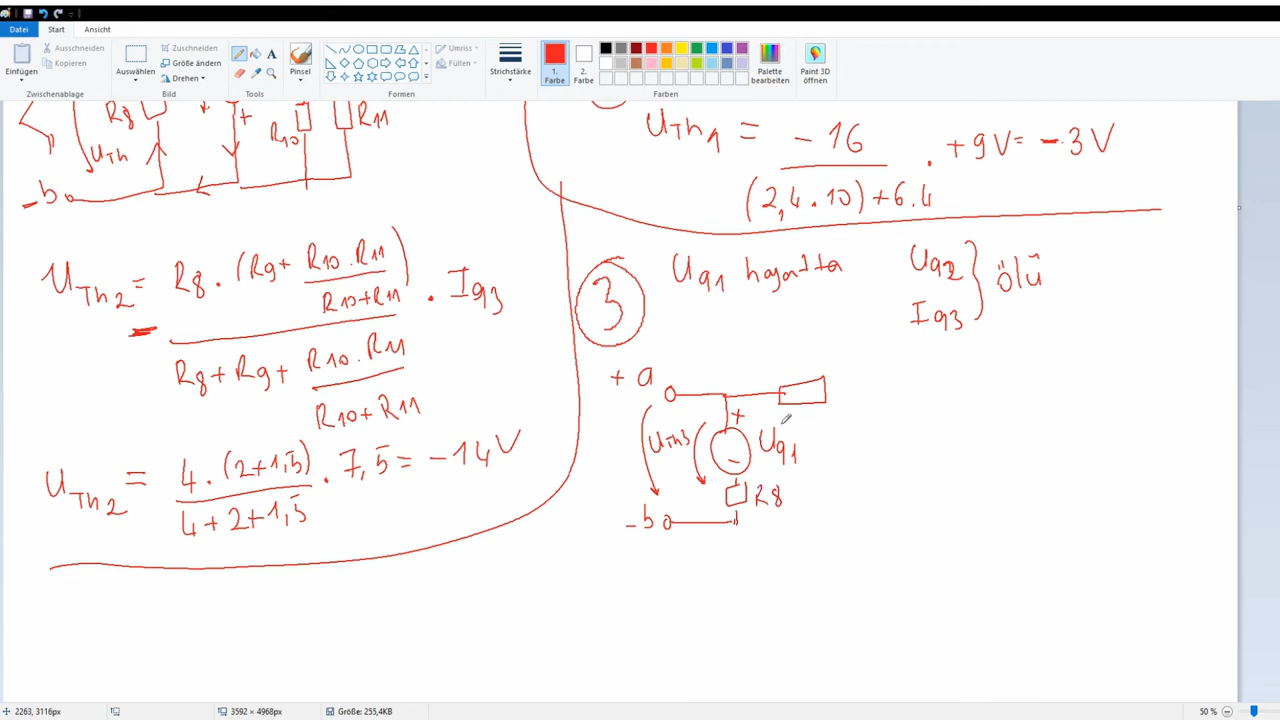 Datei Start Ansicht
Einfügen
Ausschneiden
Kopieren
Zwischenablage
Auswählen
Zuschneiden
Größe ändern
Drehen
Bild
A
Tools
Pinsel
Formen
Umriss
Füllen
Strichstärke
1. Farbe
2. Farbe
Palette bearbeiten
Farben
Paint 3D öffnen
R8 + R10 R11
UTh
-b
UTh1 = -16 / ((2,4.10)+6.4) . +9V = -3V
UTh2 = R8.(R9+ R10.R11 / R10+R11) / (R8+R9+ R10.R11 / R10+R11) . Iq3
UTh2 = 4.(2+1,5) / 4+2+1,5 . 7,5 = -14V
3 Uq1 hayatta Uq2 Iq3 } ölü
+ a
+
UTh3 Uq1
-
R8
-b
2263, 3116px 3592 × 4968px Größe: 255,4KB 50 %